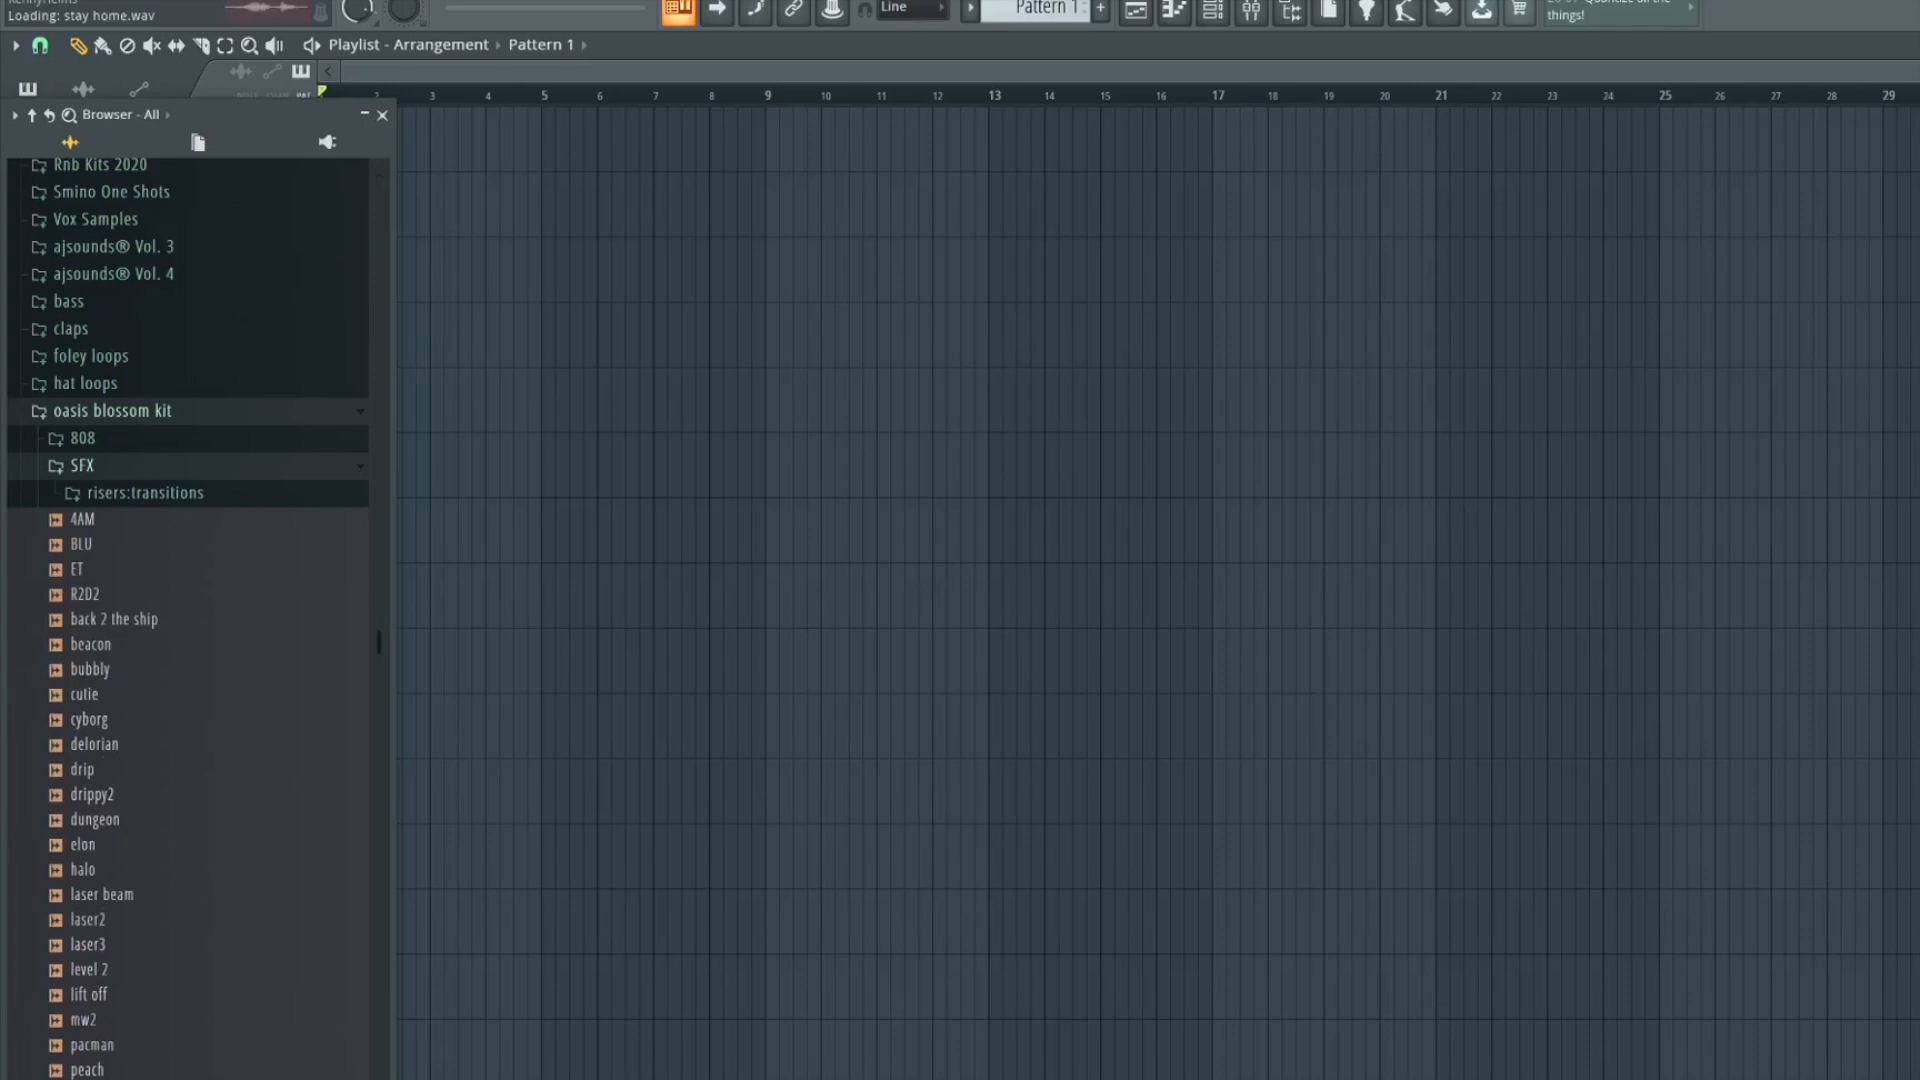 Loading: stay home.wav
Line
Pattern 1
things!
Playlist - Arrangement
Pattern 1
2 3 4 5 6 7 8 9 10 11 12 13 14 15 16 17 18 19 20 21 22 23 24 25 26 27 28 29
Browser - All
Rnb Kits 2020
Smino One Shots
Vox Samples
ajsounds® Vol. 3
ajsounds® Vol. 4
bass
claps
foley loops
hat loops
oasis blossom kit
808
SFX
risers:transitions
4AM
BLU
ET
R2D2
back 2 the ship
beacon
bubbly
cutie
cyborg
delorian
drip
drippy2
dungeon
elon
halo
laser beam
laser2
laser3
level 2
lift off
mw2
pacman
peach